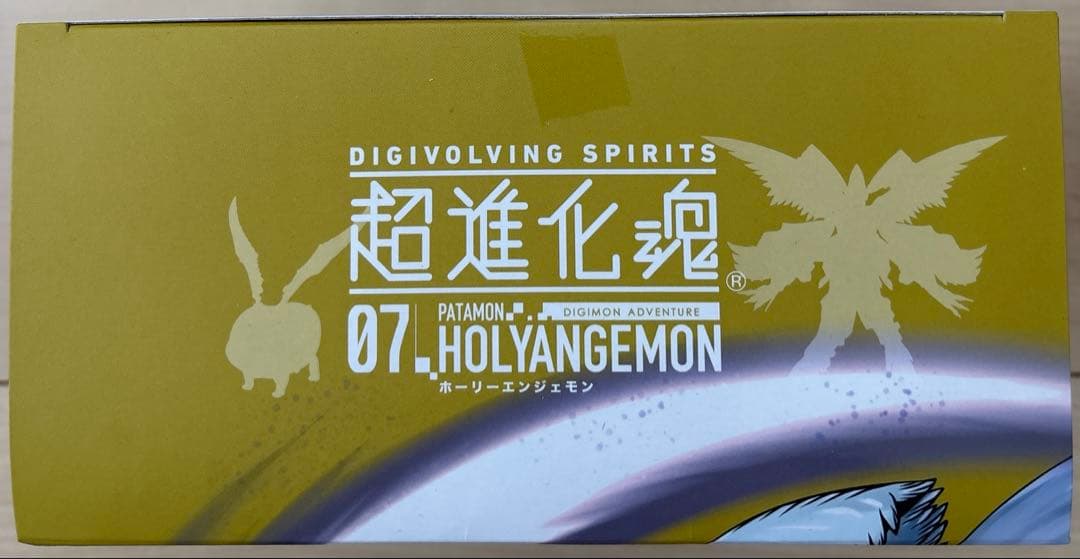 DIGIVOLVING SPIRITS
超進化魂®
07 PATAMON DIGIMON ADVENTURE
HOLYANGEMON
ホーリーエンジェモン